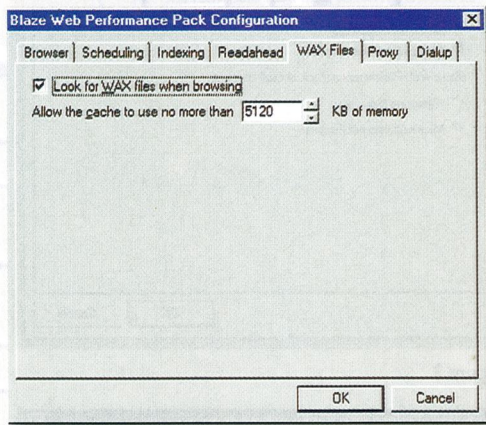 Blaze Web Performance Pack Configuration
Browser Scheduling Indexing Readahead WAX Files Proxy Dialup
Look for WAX files when browsing
Allow the cache to use no more than 5120 KB of memory
OK Cancel